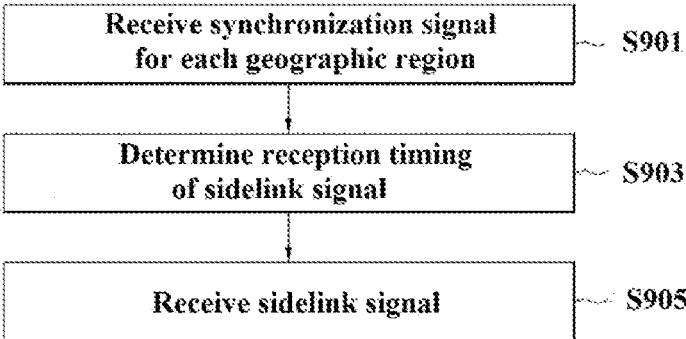 Receive synchronization signal
for each geographic region
S901
Determine reception timing
of sidelink signal
S903
Receive sidelink signal
S905